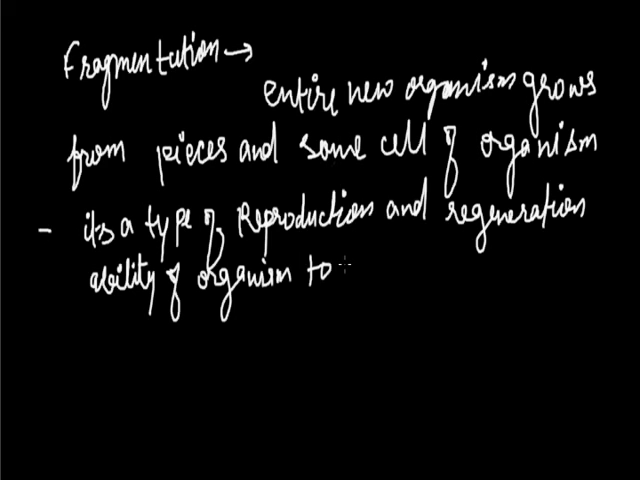 Fragmentation →
entire new organism grows
from pieces and some cell of organism
- its a type of Reproduction and regeneration
ability of organism to